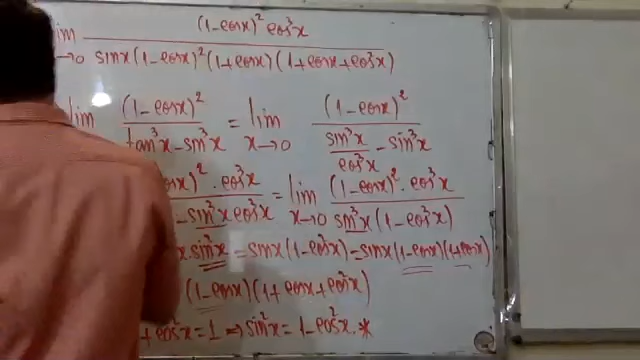 im (1-cosx)² cos³x / sinx(1-cosx)²(1+cosx)(1+cosx+cos²x)
x→0
lim (1-cosx)² / tan³x-sin³x = lim x→0 (1-cosx)² / sin³x/cos³x - sin³x
cosx)² · cos³x / - sin³x cos³x = lim x→0 (1-cosx)² · cos³x / sin³x (1-cos³x)
x · sin²x = sinx(1-cos²x) = sinx(1-cosx)(1+cosx)
(1-cosx)(1+cosx+cos²x)
+ cos²x = 1 → sin²x = 1-cos²x. *